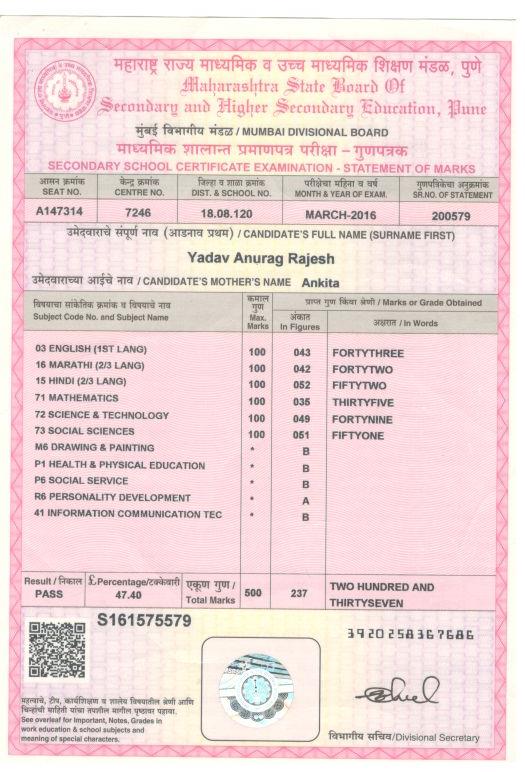 महाराष्ट्र राज्य माध्यमिक व उच्च माध्यमिक शिक्षण मंडळ, पुणे
Maharashtra State Board Of
Secondary and Higher Secondary Education, Pune
मुंबई विभागीय मंडळ / MUMBAI DIVISIONAL BOARD
माध्यमिक शालान्त प्रमाणपत्र परीक्षा – गुणपत्रक
SECONDARY SCHOOL CERTIFICATE EXAMINATION - STATEMENT OF MARKS
आसन क्रमांक केन्द्र क्रमांक जिल्हा व शाळा क्रमांक परीक्षेचा महिना व वर्ष गुणपत्रिकेचा अनुक्रमांक
SEAT NO. CENTRE NO. DIST. & SCHOOL NO. MONTH & YEAR OF EXAM. SR.NO. OF STATEMENT
A147314 7246 18.08.120 MARCH-2016 200579
उमेदवाराचे संपूर्ण नाव (आडनाव प्रथम) / CANDIDATE'S FULL NAME (SURNAME FIRST)
Yadav Anurag Rajesh
उमेदवाराच्या आईचे नाव / CANDIDATE'S MOTHER'S NAME Ankita
विषयाचा सांकेतिक क्रमांक व विषयाचे नाव
Subject Code No. and Subject Name
कमाल
गुण
Max.
Marks
प्राप्त गुण किंवा श्रेणी / Marks or Grade Obtained
अंकात
In Figures
अक्षरात / In Words
03 ENGLISH (1ST LANG) 100 043 FORTYTHREE
16 MARATHI (2/3 LANG) 100 042 FORTYTWO
15 HINDI (2/3 LANG) 100 052 FIFTYTWO
71 MATHEMATICS 100 035 THIRTYFIVE
72 SCIENCE & TECHNOLOGY 100 049 FORTYNINE
73 SOCIAL SCIENCES 100 051 FIFTYONE
M6 DRAWING & PAINTING * B
P1 HEALTH & PHYSICAL EDUCATION * B
P6 SOCIAL SERVICE * B
R6 PERSONALITY DEVELOPMENT * A
41 INFORMATION COMMUNICATION TEC * B
Result / निकाल £ Percentage/टक्केवारी एकूण गुण / 500 237 TWO HUNDRED AND
PASS 47.40 Total Marks THIRTYSEVEN
S161575579
3920258367686
महत्वाचे, टीप, कार्यशिक्षण व शालेय विषयातील श्रेणी आणि
चिन्हांची माहिती यांचा तपशील मागील पृष्ठावर पहावा.
See overleaf for Important, Notes, Grades in
work education & school subjects and
meaning of special characters.
विभागीय सचिव/Divisional Secretary